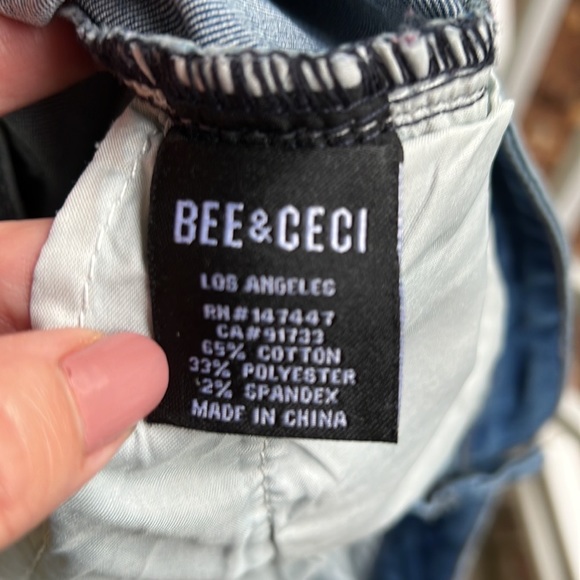 BEE & CECI
LOS ANGELES
RN# 147447
CA# 91733
65% COTTON
33% POLYESTER
2% SPANDEX
MADE IN CHINA